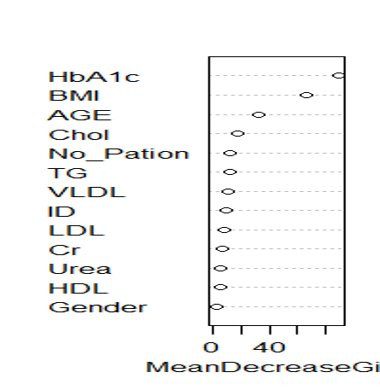 HbA1c
BMI
AGE
Chol
No_Pation
TG
VLDL
ID
LDL
Cr
Urea
HDL
Gender
0 40
MeanDecreaseGi